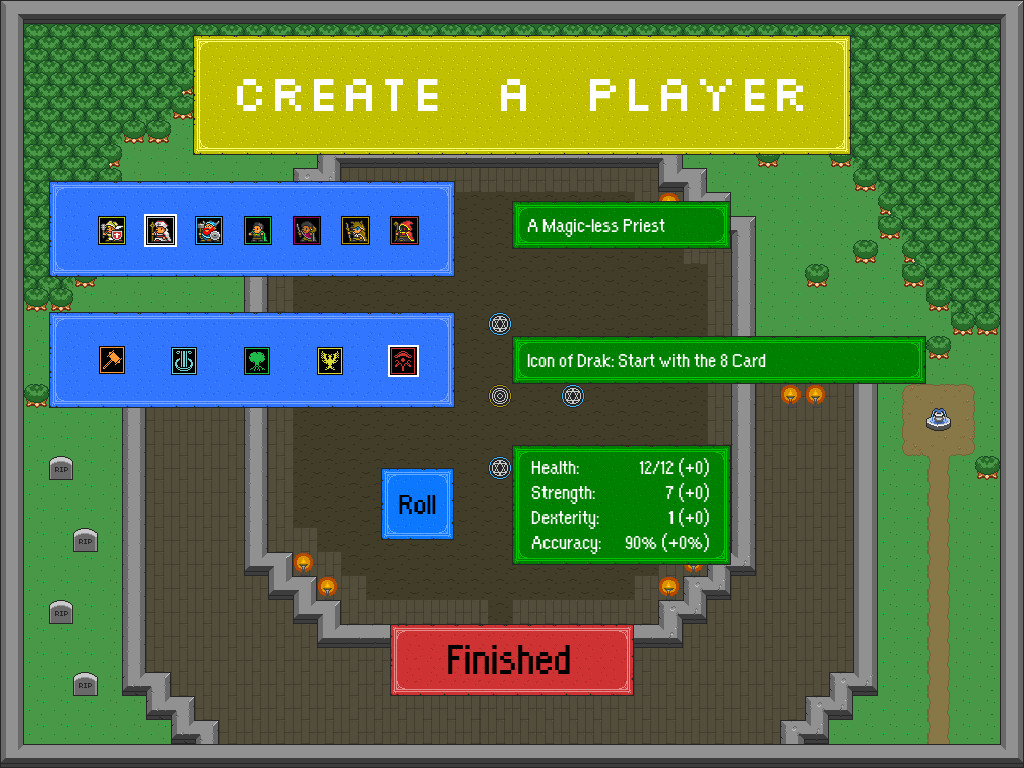 CREATE A PLAYER
A Magic-less Priest
Icon of Drak: Start with the 8 Card
Roll
Health: 12/12 (+0)
Strength: 7 (+0)
Dexterity: 1 (+0)
Accuracy: 90% (+0%)
RIP
RIP
RIP
RIP
Finished